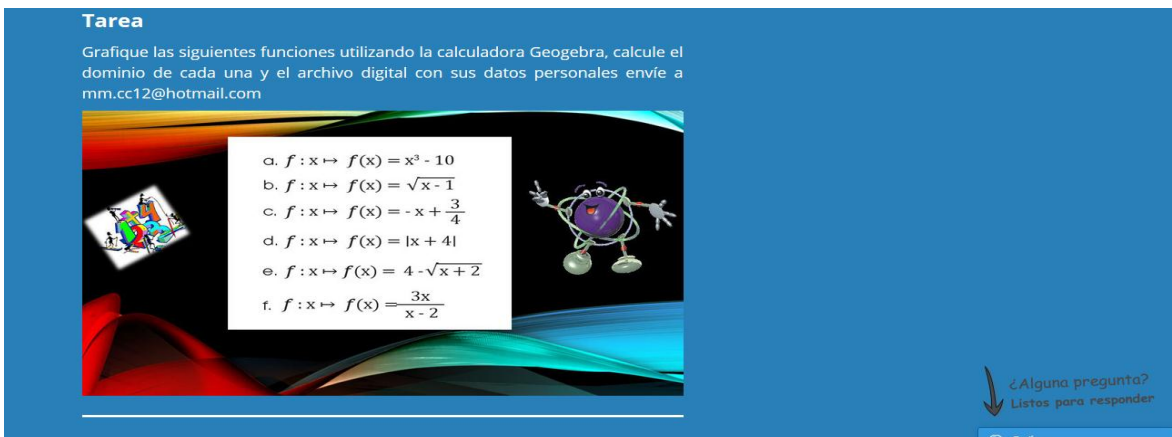 Tarea
Grafique las siguientes funciones utilizando la calculadora Geogebra, calcule el
dominio de cada una y el archivo digital con sus datos personales envíe a
mm.cc12@hotmail.com
a. f : x ↦ f(x) = x³ - 10
b. f : x ↦ f(x) = √(x - 1)
c. f : x ↦ f(x) = - x + 3/4
d. f : x ↦ f(x) = |x + 4|
e. f : x ↦ f(x) = 4 -√(x + 2)
f. f : x ↦ f(x) = 3x/(x - 2)
¿Alguna pregunta?
Listos para responder